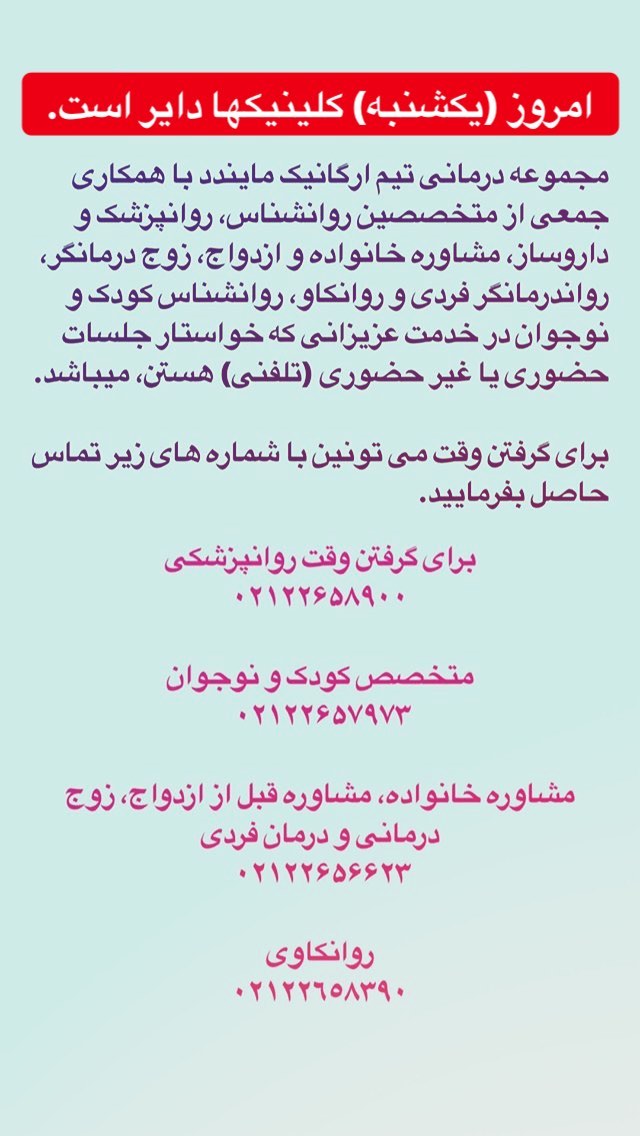 امروز (یکشنبه) کلینیکها دایر است.
مجموعه درمانی تیم ارگانیک مایندد با همکاری
جمعی از متخصصین روانشناس، روانپزشک و
داروساز، مشاوره خانواده و ازدواج، زوج درمانگر،
رواندرمانگر فردی و روانکاو، روانشناس کودک و
نوجوان در خدمت عزیزانی که خواستار جلسات
حضوری یا غیر حضوری (تلفنی) هستن، میباشد.
برای گرفتن وقت می تونین با شماره های زیر تماس
حاصل بفرمایید.
برای گرفتن وقت روانپزشکی
۰۲۱۲۲۶۵۸۹۰۰
متخصص کودک و نوجوان
۰۲۱۲۲۶۵۷۹۷۳
مشاوره خانواده، مشاوره قبل از ازدواج، زوج
درمانی و درمان فردی
۰۲۱۲۲۶۵۶۶۲۳
روانکاوی
۰۲۱۲۲٦٥٨٣٩٠